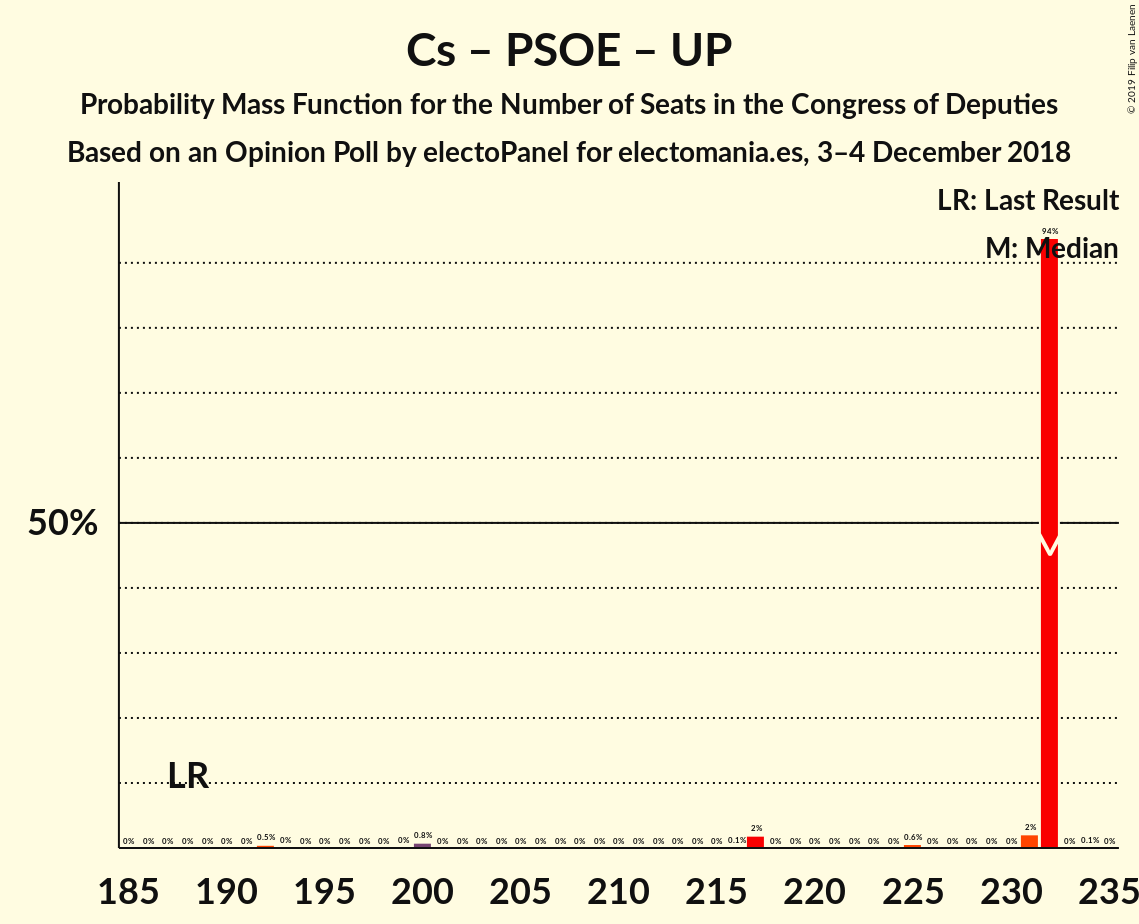 © 2019 Filip van Laenen
Cs – PSOE – UP
Probability Mass Function for the Number of Seats in the Congress of Deputies
Based on an Opinion Poll by electoPanel for electomania.es, 3–4 December 2018
LR: Last Result
M: Median
94%
50%
LR
0% 0% 0% 0% 0% 0% 0% 0.5% 0% 0% 0% 0% 0% 0% 0% 0.8% 0% 0% 0% 0% 0% 0% 0% 0% 0% 0% 0% 0% 0% 0% 0% 0.1% 2% 0% 0% 0% 0% 0% 0% 0% 0.6% 0% 0% 0% 0% 0% 2% 0% 0.1% 0%
185 190 195 200 205 210 215 220 225 230 235